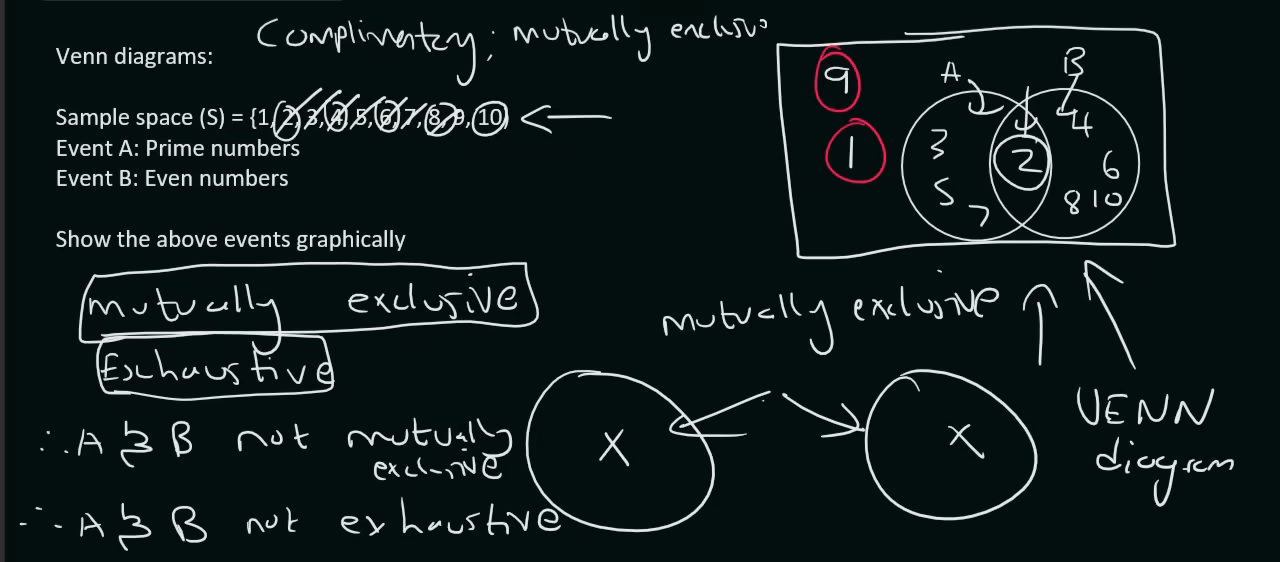 Complimentary; mutually exclusiv
Venn diagrams:
Sample space (S) = {1, 2, 3, 4, 5, 6, 7, 8, 9, 10}
Event A: Prime numbers
Event B: Even numbers
Show the above events graphically
9
1
A
B
3
5
7
2
4
6
8 10
mutually exclusive
Exhaustive
∴ A & B not mutually
exclusive
∴ A & B not exhaustive
mutually exclusive
X
X
VENN
diagram